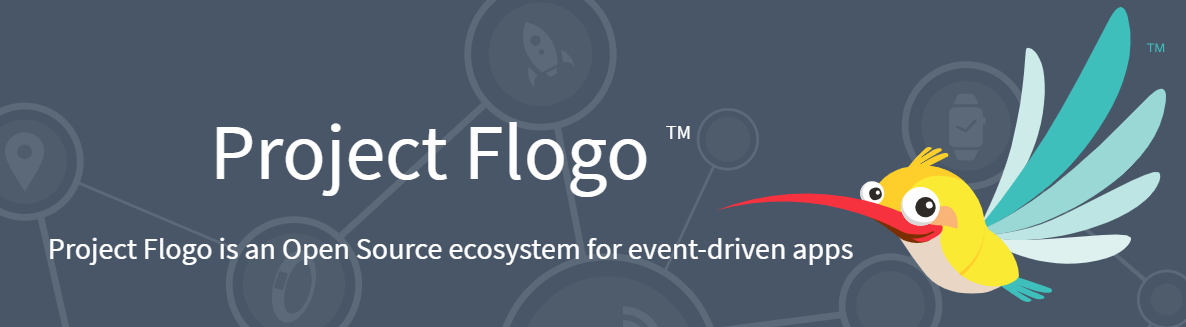 Project Flogo ™
Project Flogo is an Open Source ecosystem for event-driven apps
TM